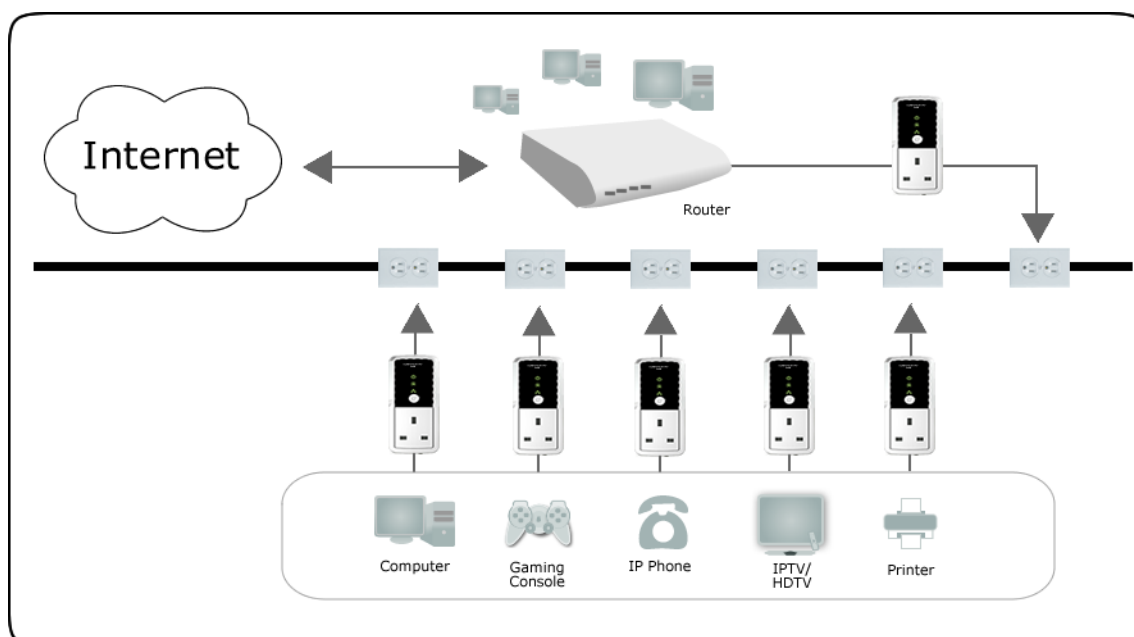 Internet
Router
Computer
Gaming
Console
IP Phone
IPTV/
HDTV
Printer